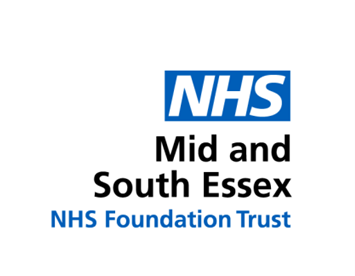 NHS
Mid and
South Essex
NHS Foundation Trust